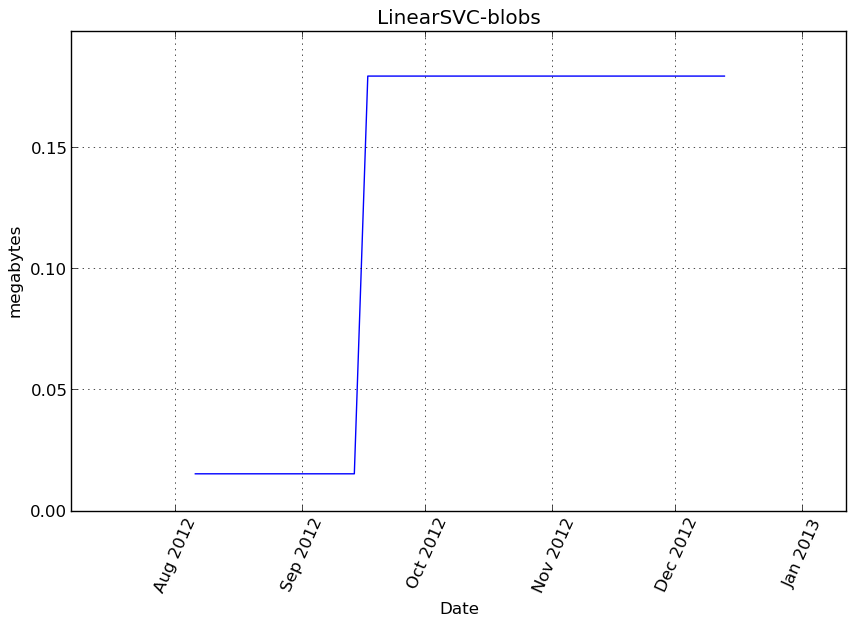 LinearSVC-blobs
megabytes
0.15
0.10
0.05
0.00
Aug 2012
Sep 2012
Oct 2012
Nov 2012
Dec 2012
Jan 2013
Date